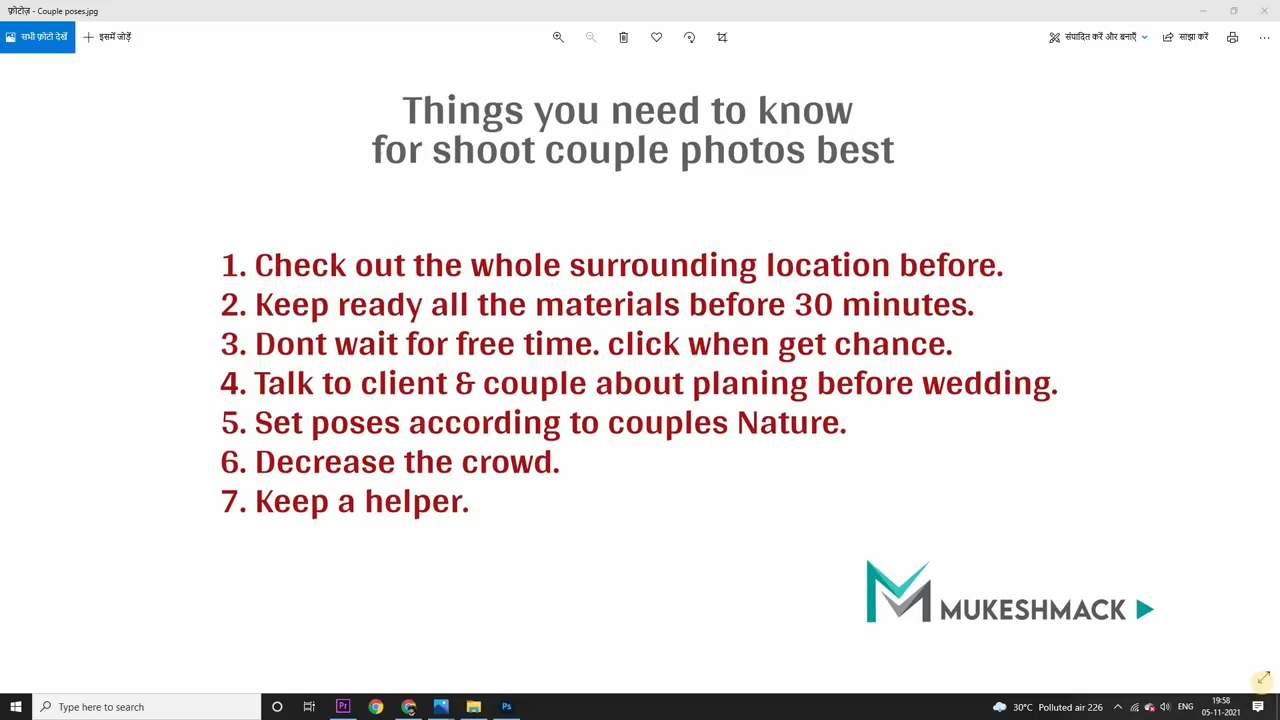 फ़ोटोज़ - Couple poses.jpg
सभी फ़ोटो देखें
इसमें जोड़ें
संपादित करें और बनाएँ
साझा करें
Things you need to know
for shoot couple photos best
1. Check out the whole surrounding location before.
2. Keep ready all the materials before 30 minutes.
3. Dont wait for free time. click when get chance.
4. Talk to client & couple about planing before wedding.
5. Set poses according to couples Nature.
6. Decrease the crowd.
7. Keep a helper.
MUKESHMACK
Type here to search
Pr
Ps
30°C Polluted air 226
ENG
19:58
05-11-2021